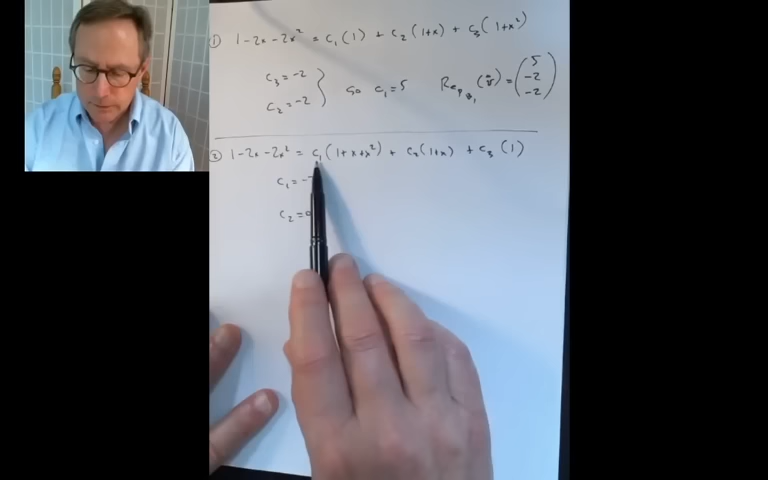 ① 1-2x-2x² = c₁(1) + c₂(1+x) + c₃(1+x²)
c₃=-2
c₂=-2 } so c₁=5 Rep_B₁(v⃗) = (5 -2 -2)
② 1-2x-2x² = c₁(1+x+x²) + c₂(1+x) + c₃(1)
c₁=-
c₂=0